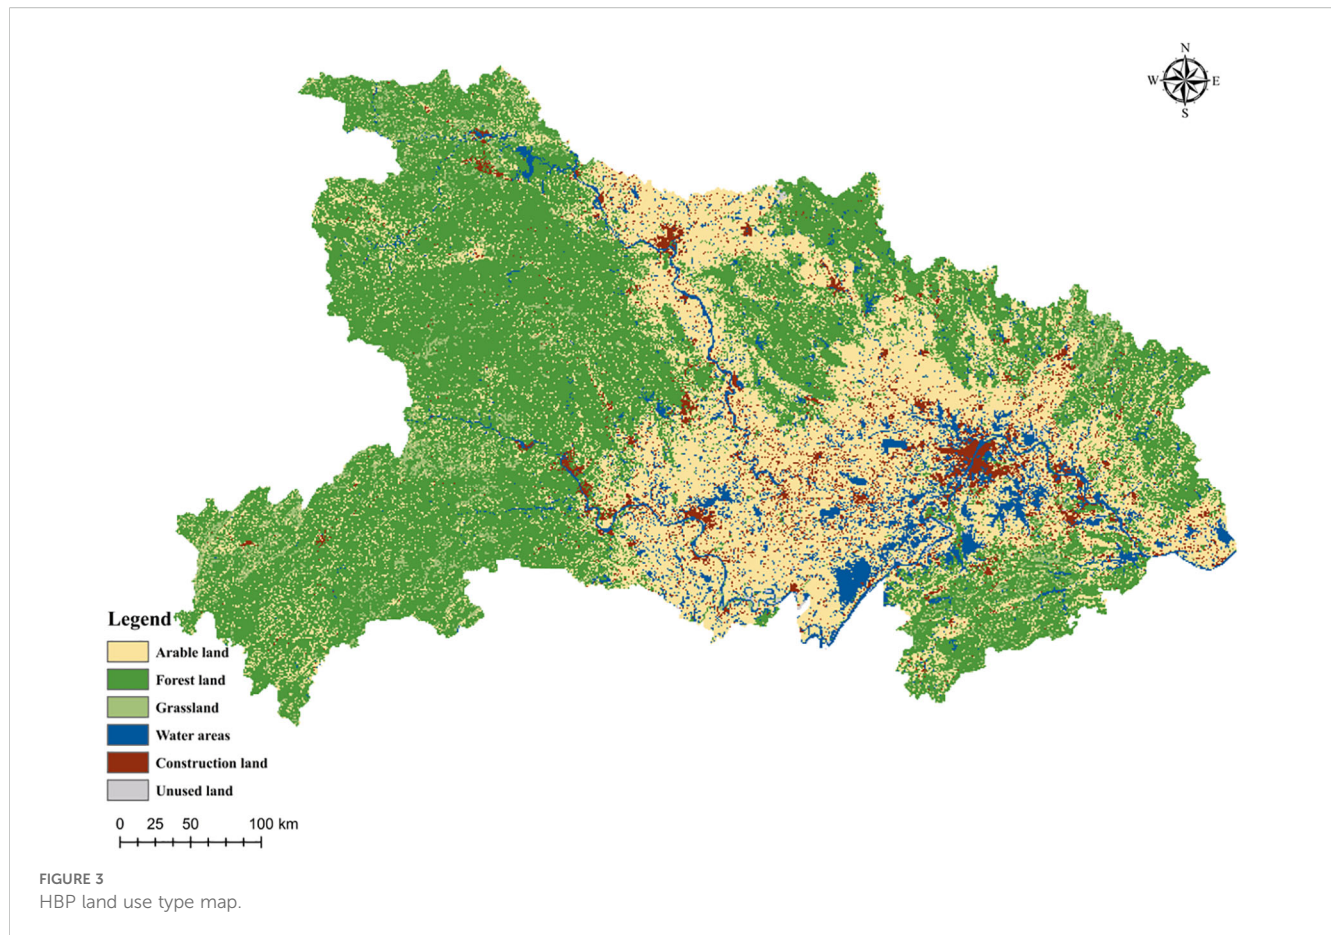 N
W E
S
Legend
Arable land
Forest land
Grassland
Water areas
Construction land
Unused land
0 25 50 100 km
FIGURE 3
HBP land use type map.